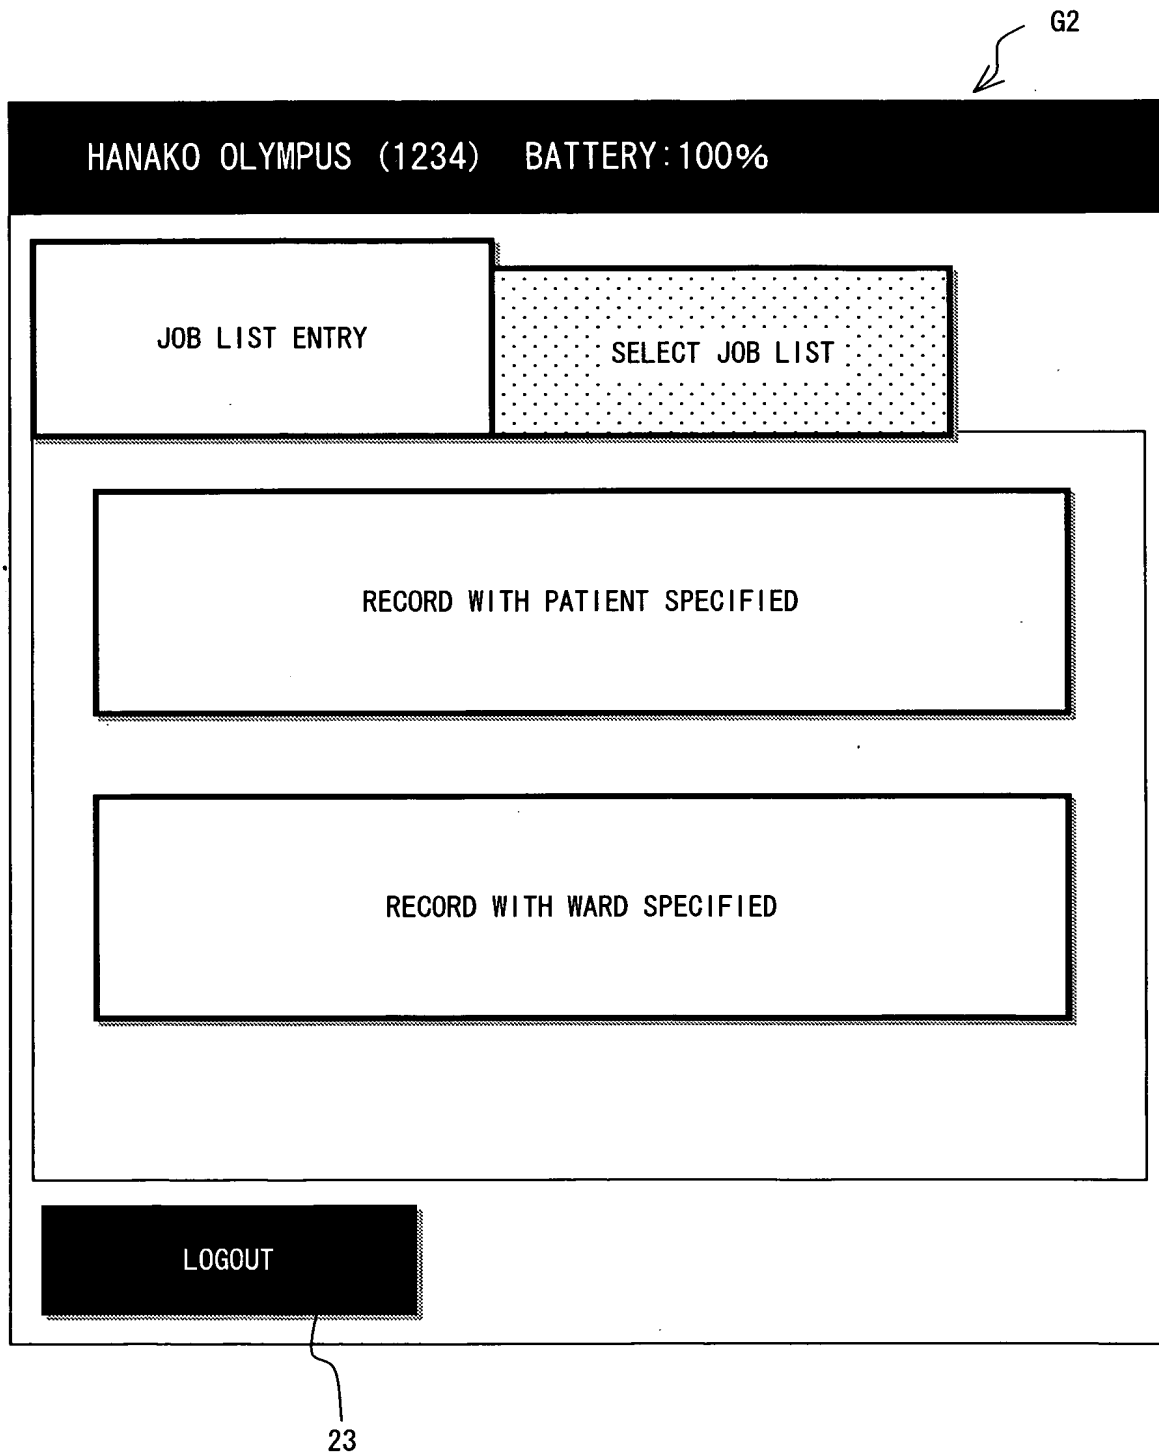 G2
HANAKO OLYMPUS (1234) BATTERY:100%
JOB LIST ENTRY
SELECT JOB LIST
RECORD WITH PATIENT SPECIFIED
RECORD WITH WARD SPECIFIED
LOGOUT
23